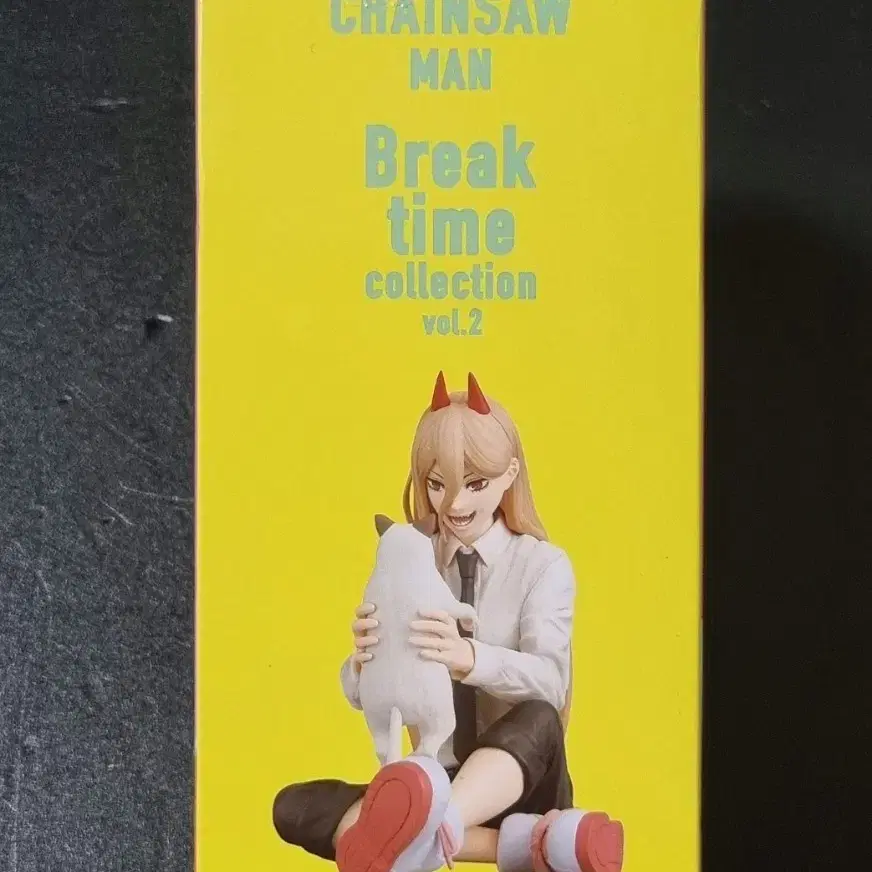 CHAINSAW
MAN
Break
time
collection
vol.2